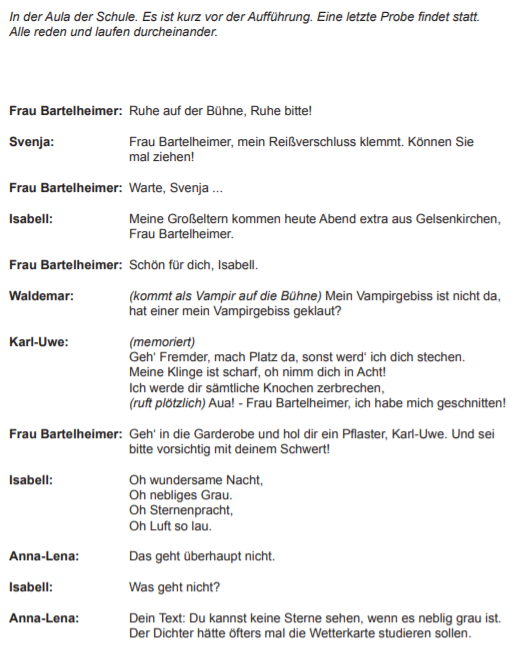 In der Aula der Schule. Es ist kurz vor der Aufführung. Eine letzte Probe findet statt.
Alle reden und laufen durcheinander.
Frau Bartelheimer: Ruhe auf der Bühne, Ruhe bitte!
Svenja: Frau Bartelheimer, mein Reißverschluss klemmt. Können Sie
mal ziehen!
Frau Bartelheimer: Warte, Svenja ...
Isabell: Meine Großeltern kommen heute Abend extra aus Gelsenkirchen,
Frau Bartelheimer.
Frau Bartelheimer: Schön für dich, Isabell.
Waldemar: (kommt als Vampir auf die Bühne) Mein Vampirgebiss ist nicht da,
hat einer mein Vampirgebiss geklaut?
Karl-Uwe: (memoriert)
Geh' Fremder, mach Platz da, sonst werd' ich dich stechen.
Meine Klinge ist scharf, oh nimm dich in Acht!
Ich werde dir sämtliche Knochen zerbrechen,
(ruft plötzlich) Aua! - Frau Bartelheimer, ich habe mich geschnitten!
Frau Bartelheimer: Geh' in die Garderobe und hol dir ein Pflaster, Karl-Uwe. Und sei
bitte vorsichtig mit deinem Schwert!
Isabell: Oh wundersame Nacht,
Oh nebliges Grau.
Oh Sternenpracht,
Oh Luft so lau.
Anna-Lena: Das geht überhaupt nicht.
Isabell: Was geht nicht?
Anna-Lena: Dein Text: Du kannst keine Sterne sehen, wenn es neblig grau ist.
Der Dichter hätte öfters mal die Wetterkarte studieren sollen.